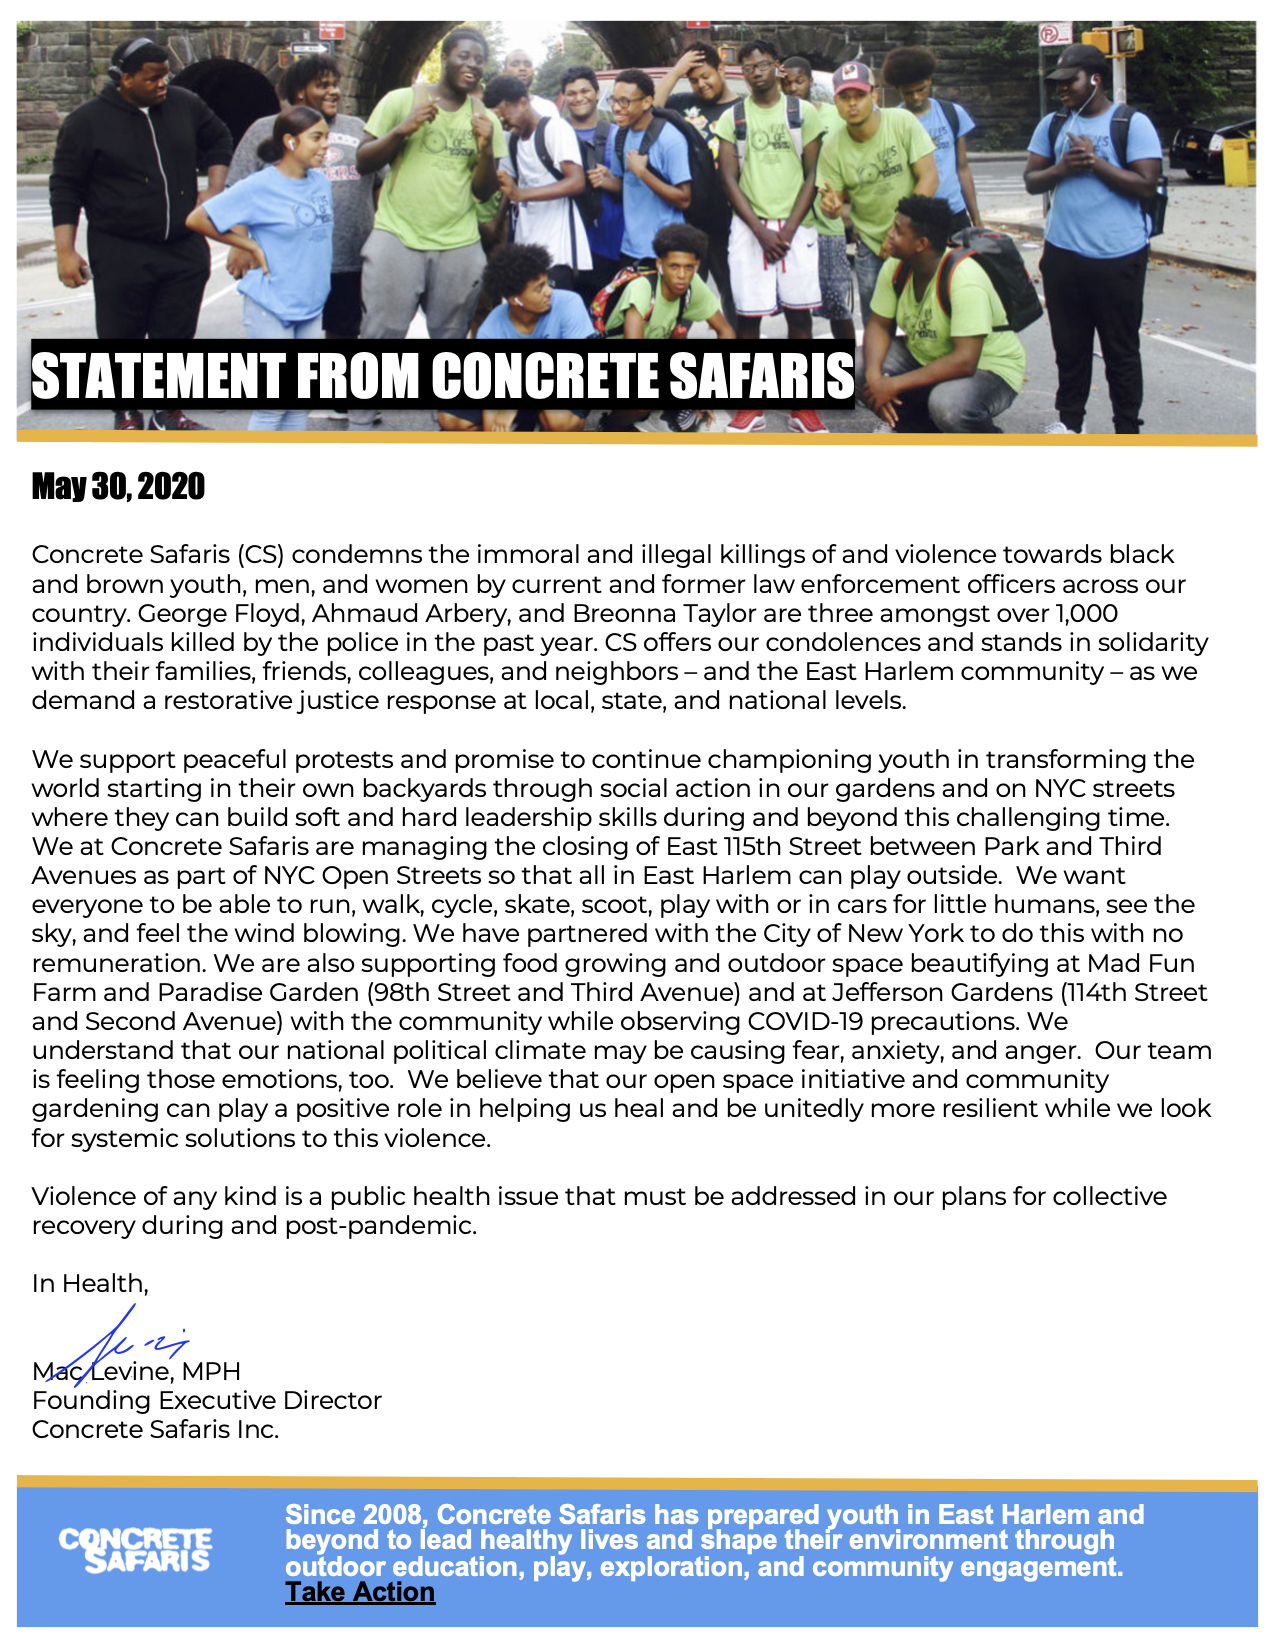 STATEMENT FROM CONCRETE SAFARIS
May 30, 2020
Concrete Safaris (CS) condemns the immoral and illegal killings of and violence towards black
and brown youth, men, and women by current and former law enforcement officers across our
country. George Floyd, Ahmaud Arbery, and Breonna Taylor are three amongst over 1,000
individuals killed by the police in the past year. CS offers our condolences and stands in solidarity
with their families, friends, colleagues, and neighbors – and the East Harlem community – as we
demand a restorative justice response at local, state, and national levels.
We support peaceful protests and promise to continue championing youth in transforming the
world starting in their own backyards through social action in our gardens and on NYC streets
where they can build soft and hard leadership skills during and beyond this challenging time.
We at Concrete Safaris are managing the closing of East 115th Street between Park and Third
Avenues as part of NYC Open Streets so that all in East Harlem can play outside.  We want
everyone to be able to run, walk, cycle, skate, scoot, play with or in cars for little humans, see the
sky, and feel the wind blowing. We have partnered with the City of New York to do this with no
remuneration. We are also supporting food growing and outdoor space beautifying at Mad Fun
Farm and Paradise Garden (98th Street and Third Avenue) and at Jefferson Gardens (114th Street
and Second Avenue) with the community while observing COVID-19 precautions. We
understand that our national political climate may be causing fear, anxiety, and anger.  Our team
is feeling those emotions, too.  We believe that our open space initiative and community
gardening can play a positive role in helping us heal and be unitedly more resilient while we look
for systemic solutions to this violence.
Violence of any kind is a public health issue that must be addressed in our plans for collective
recovery during and post-pandemic.
In Health,
Mac Levine, MPH
Founding Executive Director
Concrete Safaris Inc.
CONCRETE
SAFARIS
Since 2008, Concrete Safaris has prepared youth in East Harlem and
beyond to lead healthy lives and shape their environment through
outdoor education, play, exploration, and community engagement.
Take Action